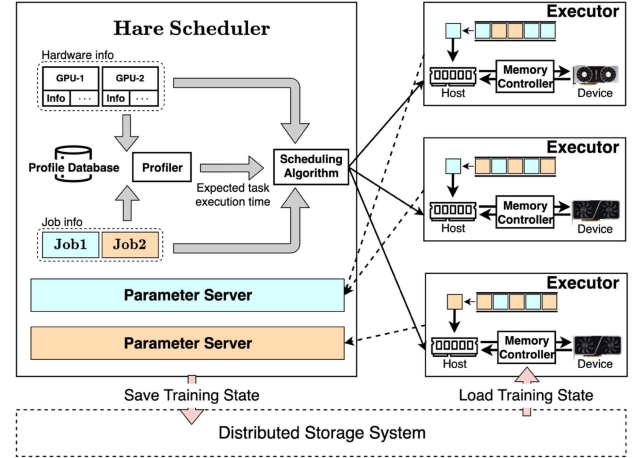 Hare Scheduler
Hardware info
GPU-1
GPU-2
Info
...
Info
...
Profile Database
Profiler
Expected task
execution time
Scheduling
Algorithm
Job info
Job1
Job2
Parameter Server
Parameter Server
Executor
Host
Memory
Controller
Device
Executor
Host
Memory
Controller
Device
Executor
Host
Memory
Controller
Device
Save Training State
Load Training State
Distributed Storage System